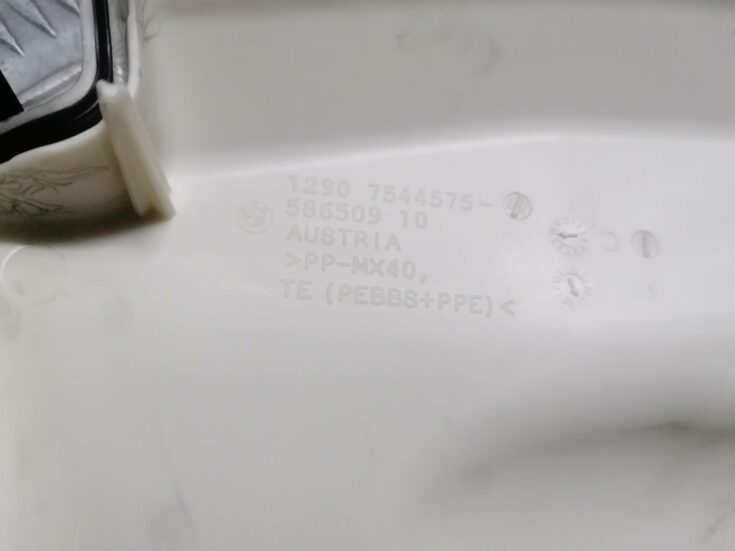 1290 7544575-
586509 10
AUSTRIA
>PP-MX40,
TE (PEBBS+PPE)<
C